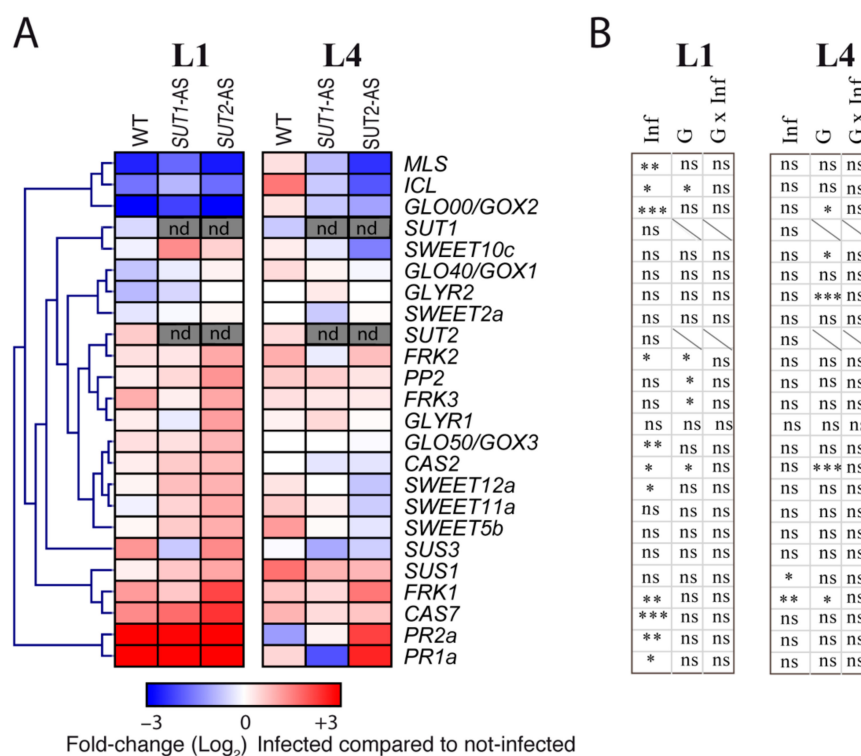 A
L1 L4
WT SUT1-AS SUT2-AS WT SUT1-AS SUT2-AS
MLS
ICL
GLO00/GOX2
nd nd nd nd SUT1
SWEET10c
GLO40/GOX1
GLYR2
SWEET2a
nd nd nd nd SUT2
FRK2
PP2
FRK3
GLYR1
GLO50/GOX3
CAS2
SWEET12a
SWEET11a
SWEET5b
SUS3
SUS1
FRK1
CAS7
PR2a
PR1a
−3 0 +3
Fold-change (Log2) Infected compared to not-infected
B
L1 L4
Inf G G x Inf Inf G G x Inf
** ns ns ns ns ns
* * ns ns ns ns
*** ns ns ns * ns
ns ns
ns ns ns ns * ns
ns ns ns ns ns ns
ns ns ns ns *** ns
ns ns ns ns ns ns
ns ns
* * ns ns ns ns
ns * ns ns ns ns
ns * ns ns ns ns
ns ns ns ns ns ns
** ns ns ns ns ns
* * ns ns *** ns
* ns ns ns ns ns
ns ns ns ns ns ns
ns ns ns ns ns ns
ns ns ns ns ns ns
ns ns ns * ns ns
** ns ns ** * ns
*** ns ns ns ns ns
** ns ns ns ns ns
* ns ns ns ns ns